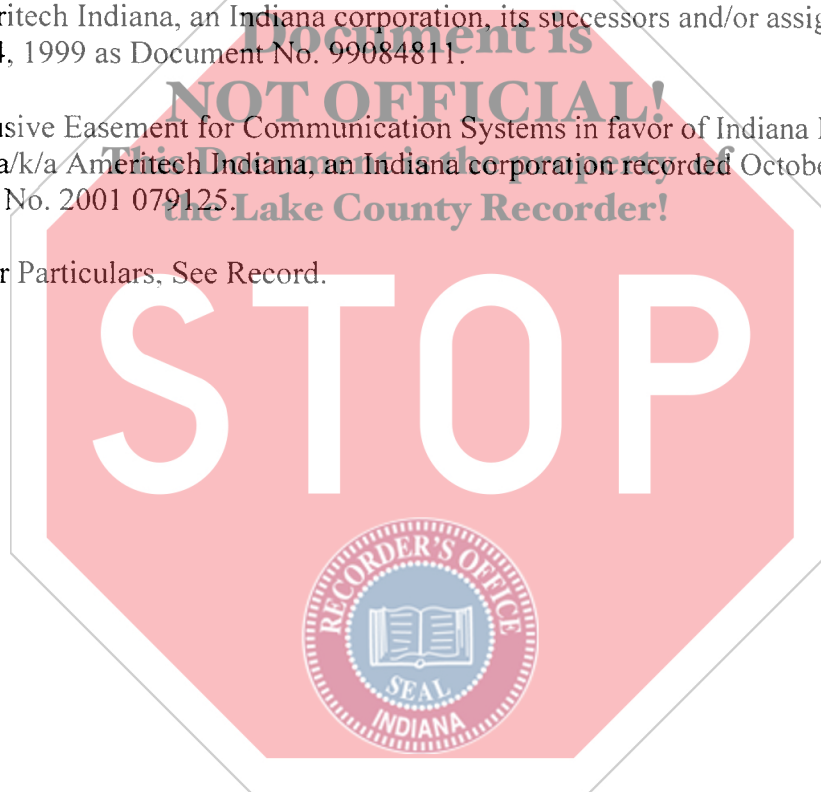 ritech Indiana, an Indiana corporation, its successors and/or assig
Document is
4, 1999 as Document No. 99084811.
NOT OFFICIAL!
usive Easement for Communication Systems in favor of Indiana
a/k/a Ameritech Indiana, an Indiana corporation recorded Octobe
This Document is the property of
No. 2001 079125.
the Lake County Recorder!
r Particulars, See Record.
STOP
RECORDER'S OFFICE
SEAL
INDIANA